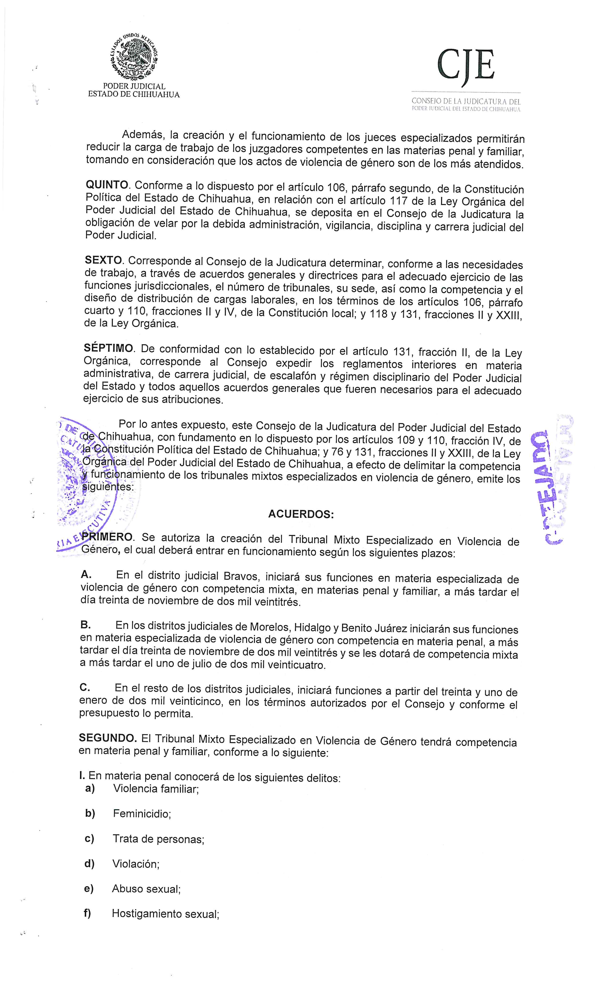 ESTADOS UNIDOS MEXICANOS
PODER JUDICIAL
ESTADO DE CHIHUAHUA
CJE
CONSEJO DE LA JUDICATURA DEL
PODER JUDICIAL DEL ESTADO DE CHIHUAHUA
Además, la creación y el funcionamiento de los jueces especializados permitirán
reducir la carga de trabajo de los juzgadores competentes en las materias penal y familiar,
tomando en consideración que los actos de violencia de género son de los más atendidos.
QUINTO. Conforme a lo dispuesto por el artículo 106, párrafo segundo, de la Constitución
Política del Estado de Chihuahua, en relación con el artículo 117 de la Ley Orgánica del
Poder Judicial del Estado de Chihuahua, se deposita en el Consejo de la Judicatura la
obligación de velar por la debida administración, vigilancia, disciplina y carrera judicial del
Poder Judicial.
SEXTO. Corresponde al Consejo de la Judicatura determinar, conforme a las necesidades
de trabajo, a través de acuerdos generales y directrices para el adecuado ejercicio de las
funciones jurisdiccionales, el número de tribunales, su sede, así como la competencia y el
diseño de distribución de cargas laborales, en los términos de los artículos 106, párrafo
cuarto y 110, fracciones II y IV, de la Constitución local; y 118 y 131, fracciones II y XXIII,
de la Ley Orgánica.
SÉPTIMO. De conformidad con lo establecido por el artículo 131, fracción II, de la Ley
Orgánica, corresponde al Consejo expedir los reglamentos interiores en materia
administrativa, de carrera judicial, de escalafón y régimen disciplinario del Poder Judicial
del Estado y todos aquellos acuerdos generales que fueren necesarios para el adecuado
ejercicio de sus atribuciones.
Por lo antes expuesto, este Consejo de la Judicatura del Poder Judicial del Estado
de Chihuahua, con fundamento en lo dispuesto por los artículos 109 y 110, fracción IV, de
la Constitución Política del Estado de Chihuahua; y 76 y 131, fracciones II y XXIII, de la Ley
Orgánica del Poder Judicial del Estado de Chihuahua, a efecto de delimitar la competencia
y funcionamiento de los tribunales mixtos especializados en violencia de género, emite los
siguientes:
COTEJADO
ACUERDOS:
PRIMERO. Se autoriza la creación del Tribunal Mixto Especializado en Violencia de
Género, el cual deberá entrar en funcionamiento según los siguientes plazos:
A. En el distrito judicial Bravos, iniciará sus funciones en materia especializada de
violencia de género con competencia mixta, en materias penal y familiar, a más tardar el
día treinta de noviembre de dos mil veintitrés.
B. En los distritos judiciales de Morelos, Hidalgo y Benito Juárez iniciarán sus funciones
en materia especializada de violencia de género con competencia en materia penal, a más
tardar el día treinta de noviembre de dos mil veintitrés y se les dotará de competencia mixta
a más tardar el uno de julio de dos mil veinticuatro.
C. En el resto de los distritos judiciales, iniciará funciones a partir del treinta y uno de
enero de dos mil veinticinco, en los términos autorizados por el Consejo y conforme el
presupuesto lo permita.
SEGUNDO. El Tribunal Mixto Especializado en Violencia de Género tendrá competencia
en materia penal y familiar, conforme a lo siguiente:
I. En materia penal conocerá de los siguientes delitos:
a) Violencia familiar;
b) Feminicidio;
c) Trata de personas;
d) Violación;
e) Abuso sexual;
f) Hostigamiento sexual;